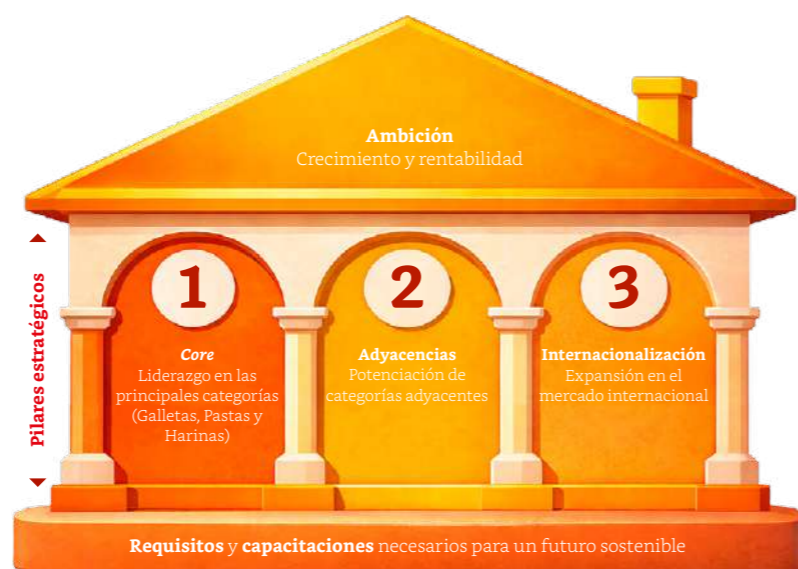 Ambición
Crecimiento y rentabilidad
Pilares estratégicos
1
Core
Liderazgo en las
principales categorías
(Galletas, Pastas y
Harinas)
2
Adyacencias
Potenciación de
categorías adyacentes
3
Internacionalización
Expansión en el
mercado internacional
Requisitos y capacitaciones necesarios para un futuro sostenible